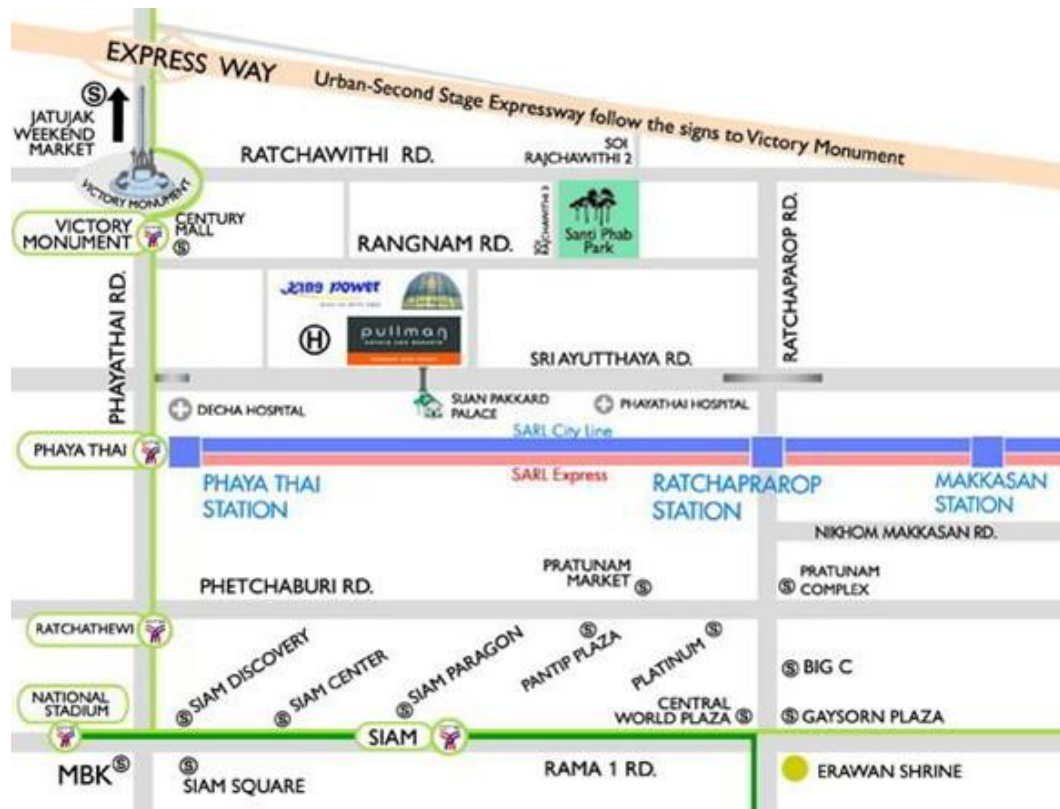 EXPRESS WAY
Urban-Second Stage Expressway follow the signs to Victory Monument
S
JATUJAK
WEEKEND
MARKET
RATCHAWITHI RD.
SOI
RAJCHAWITHI 2
VICTORY MONUMENT
VICTORY
MONUMENT
CENTURY
MALL
S
RANGNAM RD.
SOI
RAJCHAWITHI 3
Santi Phab
Park
RATCHAPAROP RD.
PHAYATHAI RD.
king power
H
pullman
SRI AYUTTHAYA RD.
DECHA HOSPITAL
SUAN PAKKARD
PALACE
PHAYATHAI HOSPITAL
PHAYA THAI
SARL City Line
SARL Express
PHAYA THAI
STATION
RATCHAPRAROP
STATION
MAKKASAN
STATION
NIKHOM MAKKASAN RD.
PHETCHABURI RD.
PRATUNAM
MARKET S
S PRATUNAM
COMPLEX
RATCHATHEWI
S SIAM DISCOVERY
S SIAM CENTER
S SIAM PARAGON
S
PANTIP PLAZA
S
PLATINUM
S BIG C
NATIONAL
STADIUM
CENTRAL
WORLD PLAZA S
S GAYSORN PLAZA
SIAM
MBK S
S
SIAM SQUARE
RAMA 1 RD.
ERAWAN SHRINE